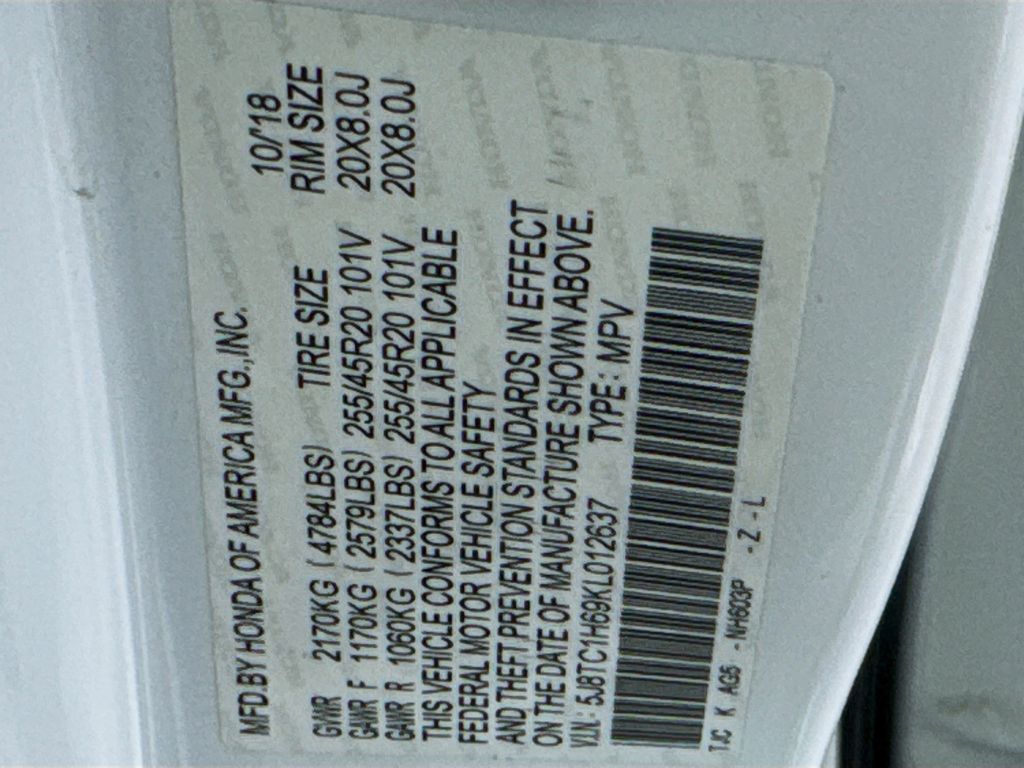 MFD.BY HONDA OF AMERICA MFG.,INC. 10/'18
TIRE SIZE RIM SIZE
GVWR 2170KG ( 4784LBS)
GAWR F 1170KG ( 2579LBS) 255/45R20 101V 20X8.0J
GAWR R 1060KG ( 2337LBS) 255/45R20 101V 20X8.0J
THIS VEHICLE CONFORMS TO ALL APPLICABLE
FEDERAL MOTOR VEHICLE SAFETY
AND THEFT PREVENTION STANDARDS IN EFFECT
ON THE DATE OF MANUFACTURE SHOWN ABOVE.
V.I.N.: 5J8TC1H69KL012637 TYPE: MPV
TJC K AG5 - NH603P - Z - L